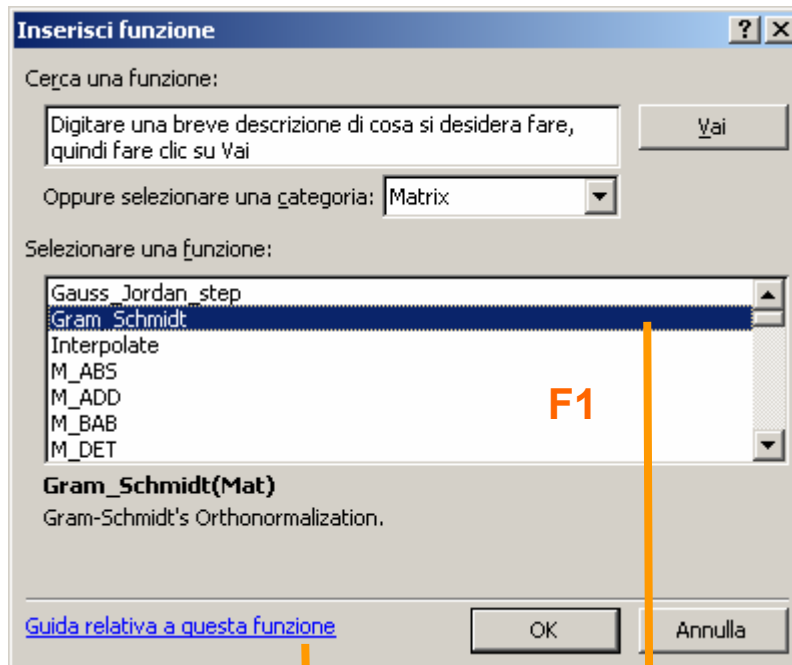 Inserisci funzione
Cerca una funzione:
Digitare una breve descrizione di cosa si desidera fare,
quindi fare clic su Vai
Vai
Oppure selezionare una categoria: Matrix
Selezionare una funzione:
Gauss_Jordan_step
Gram_Schmidt
Interpolate
M_ABS
M_ADD
M_BAB
M_DET
F1
Gram_Schmidt(Mat)
Gram-Schmidt's Orthonormalization.
Guida relativa a questa funzione
OK
Annulla